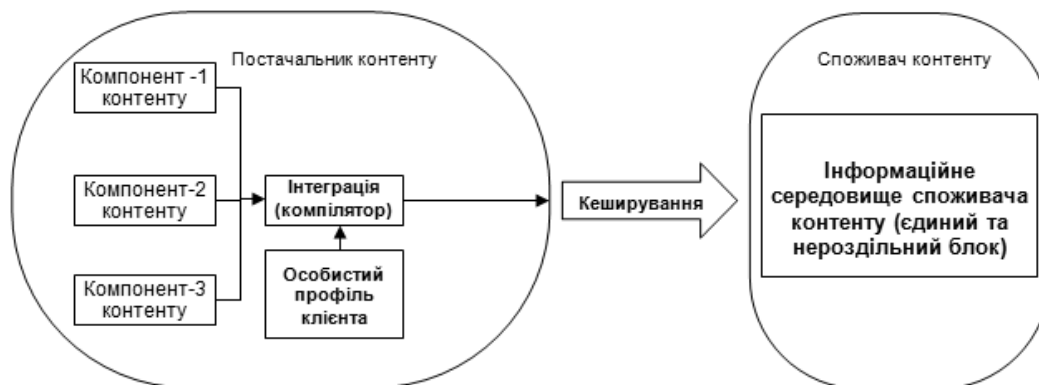 Постачальник контенту
Компонент -1
контенту
Компонент-2
контенту
Компонент-3
контенту
Інтеграція
(компілятор)
Особистий
профіль
клієнта
Кеширування
Споживач контенту
Інформаційне
середовище споживача
контенту (єдиний та
нероздільний блок)